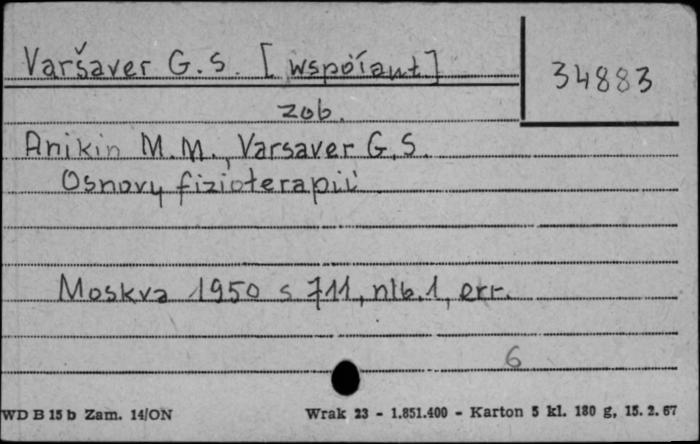 Varšaver G.S. [współaut.]
34883
zob.
Anikin M.M., Varsaver G.S.
Osnovy fizioterapii
Moskva 1950 s 711, nlb.1, err.
6
WD B 15 b Zam. 14/ON Wrak 23 - 1.851.400 - Karton 5 kl. 180 g, 15. 2. 67